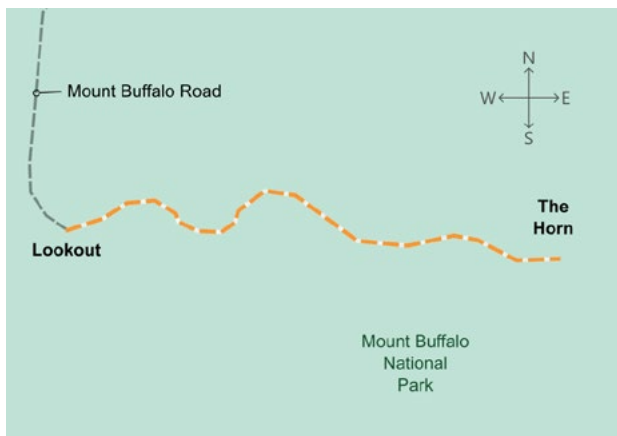 N
Mount Buffalo Road
W
E
S
The
Horn
Lookout
Mount Buffalo
National
Park